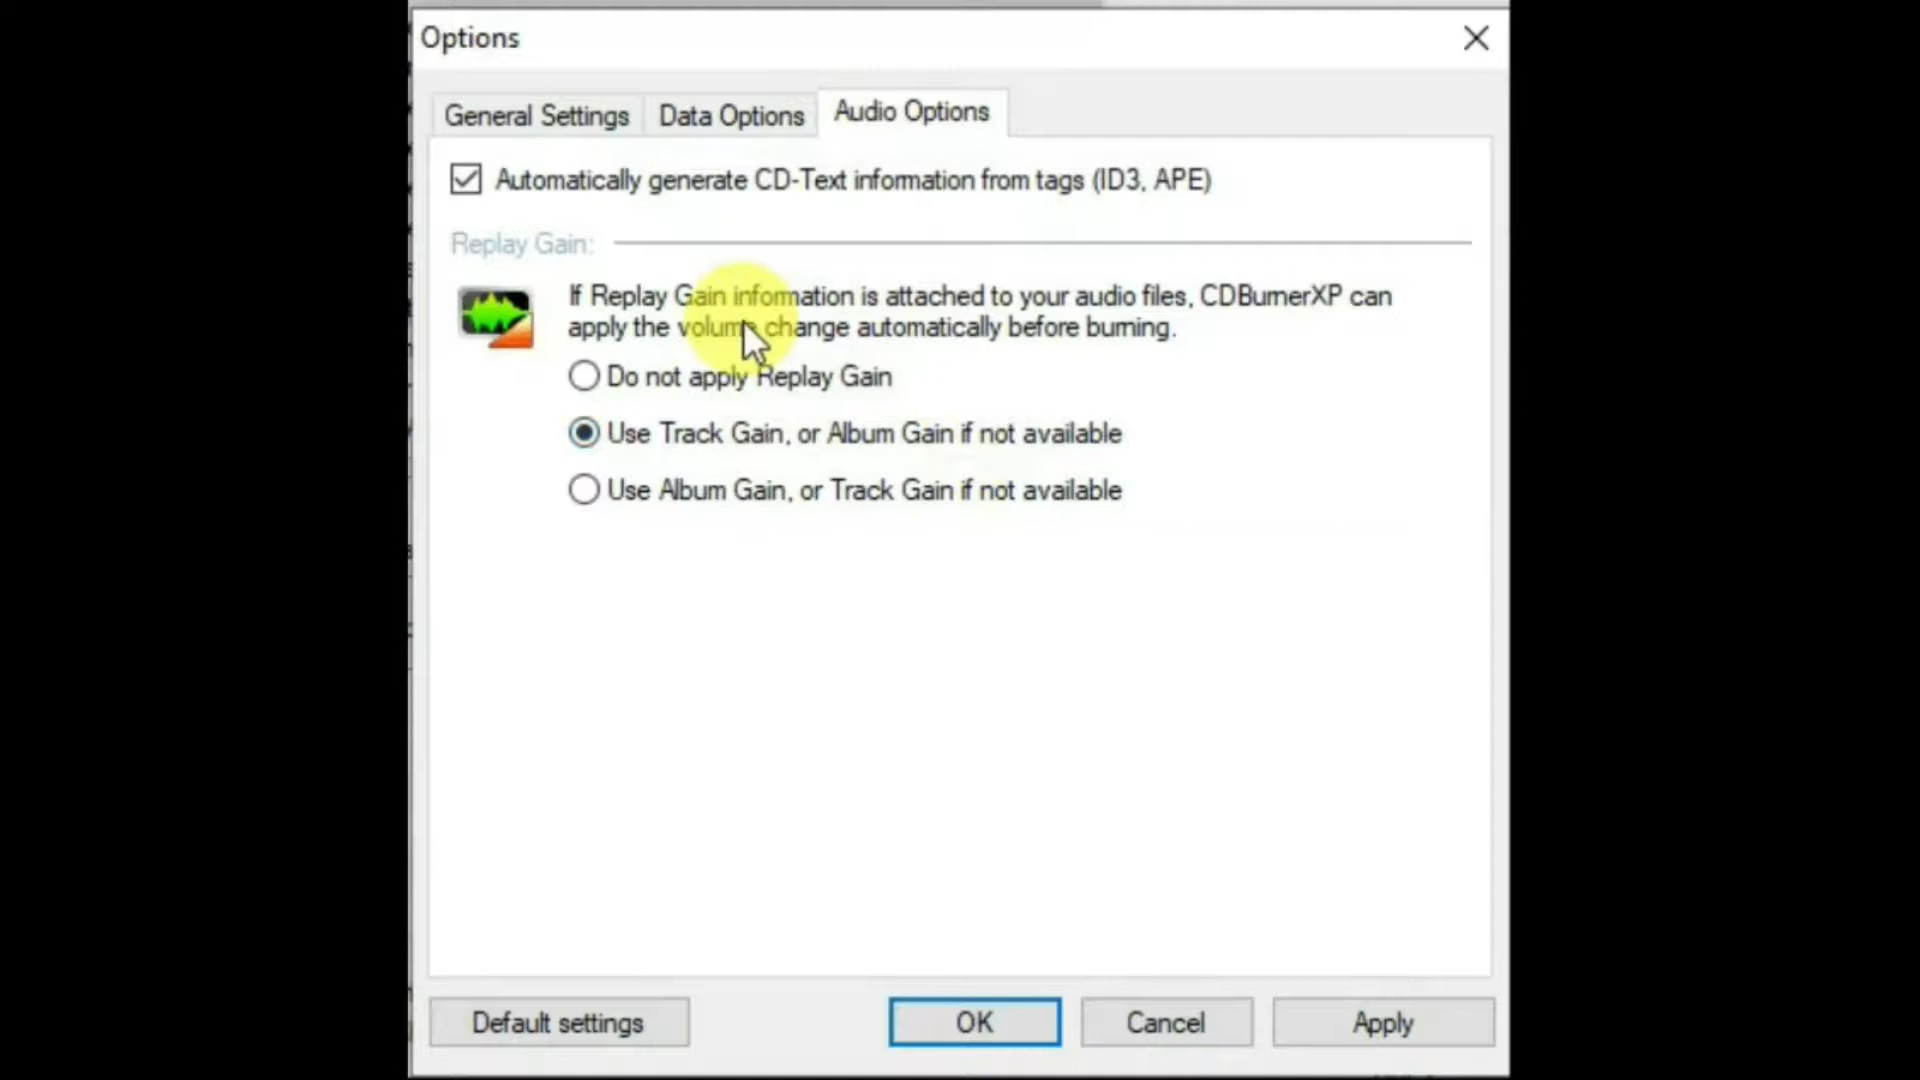 Options
General Settings
Data Options
Audio Options
Automatically generate CD-Text information from tags (ID3, APE)
Replay Gain:
If Replay Gain information is attached to your audio files, CDBurnerXP can
apply the volume change automatically before burning.
Do not apply Replay Gain
Use Track Gain, or Album Gain if not available
Use Album Gain, or Track Gain if not available
Default settings
OK
Cancel
Apply